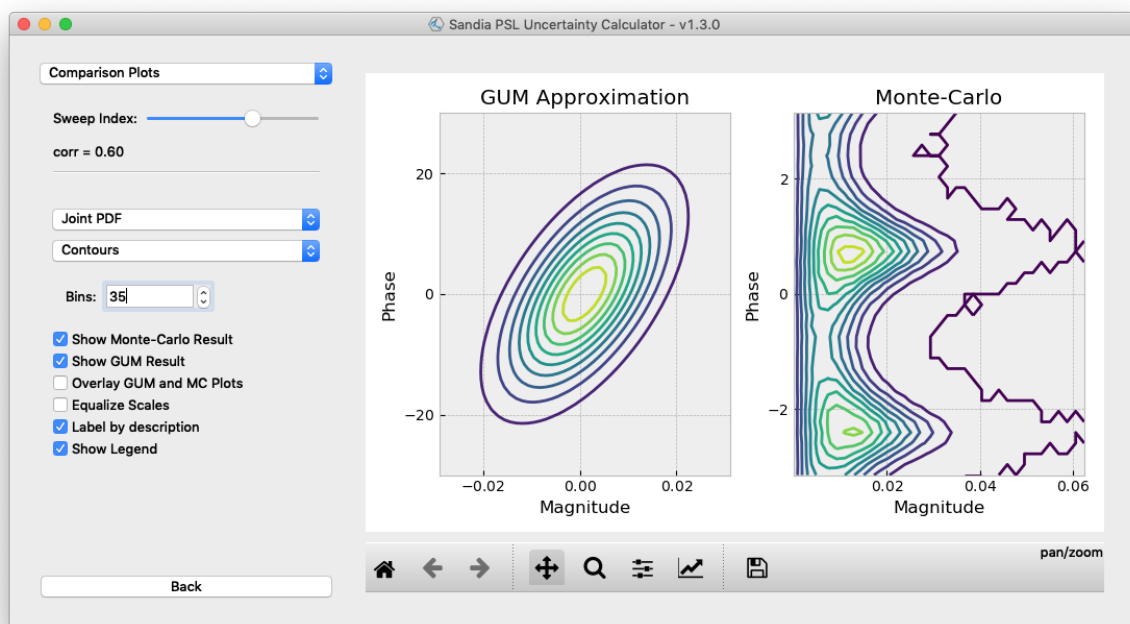 Sandia PSL Uncertainty Calculator - v1.3.0
Comparison Plots
Sweep Index:
corr = 0.60
Joint PDF
Contours
Bins: 35
Show Monte-Carlo Result
Show GUM Result
Overlay GUM and MC Plots
Equalize Scales
Label by description
Show Legend
Back
GUM Approximation
Phase
20
0
−20
−0.02 0.00 0.02
Magnitude
Monte-Carlo
Phase
2
0
−2
0.02 0.04 0.06
Magnitude
pan/zoom